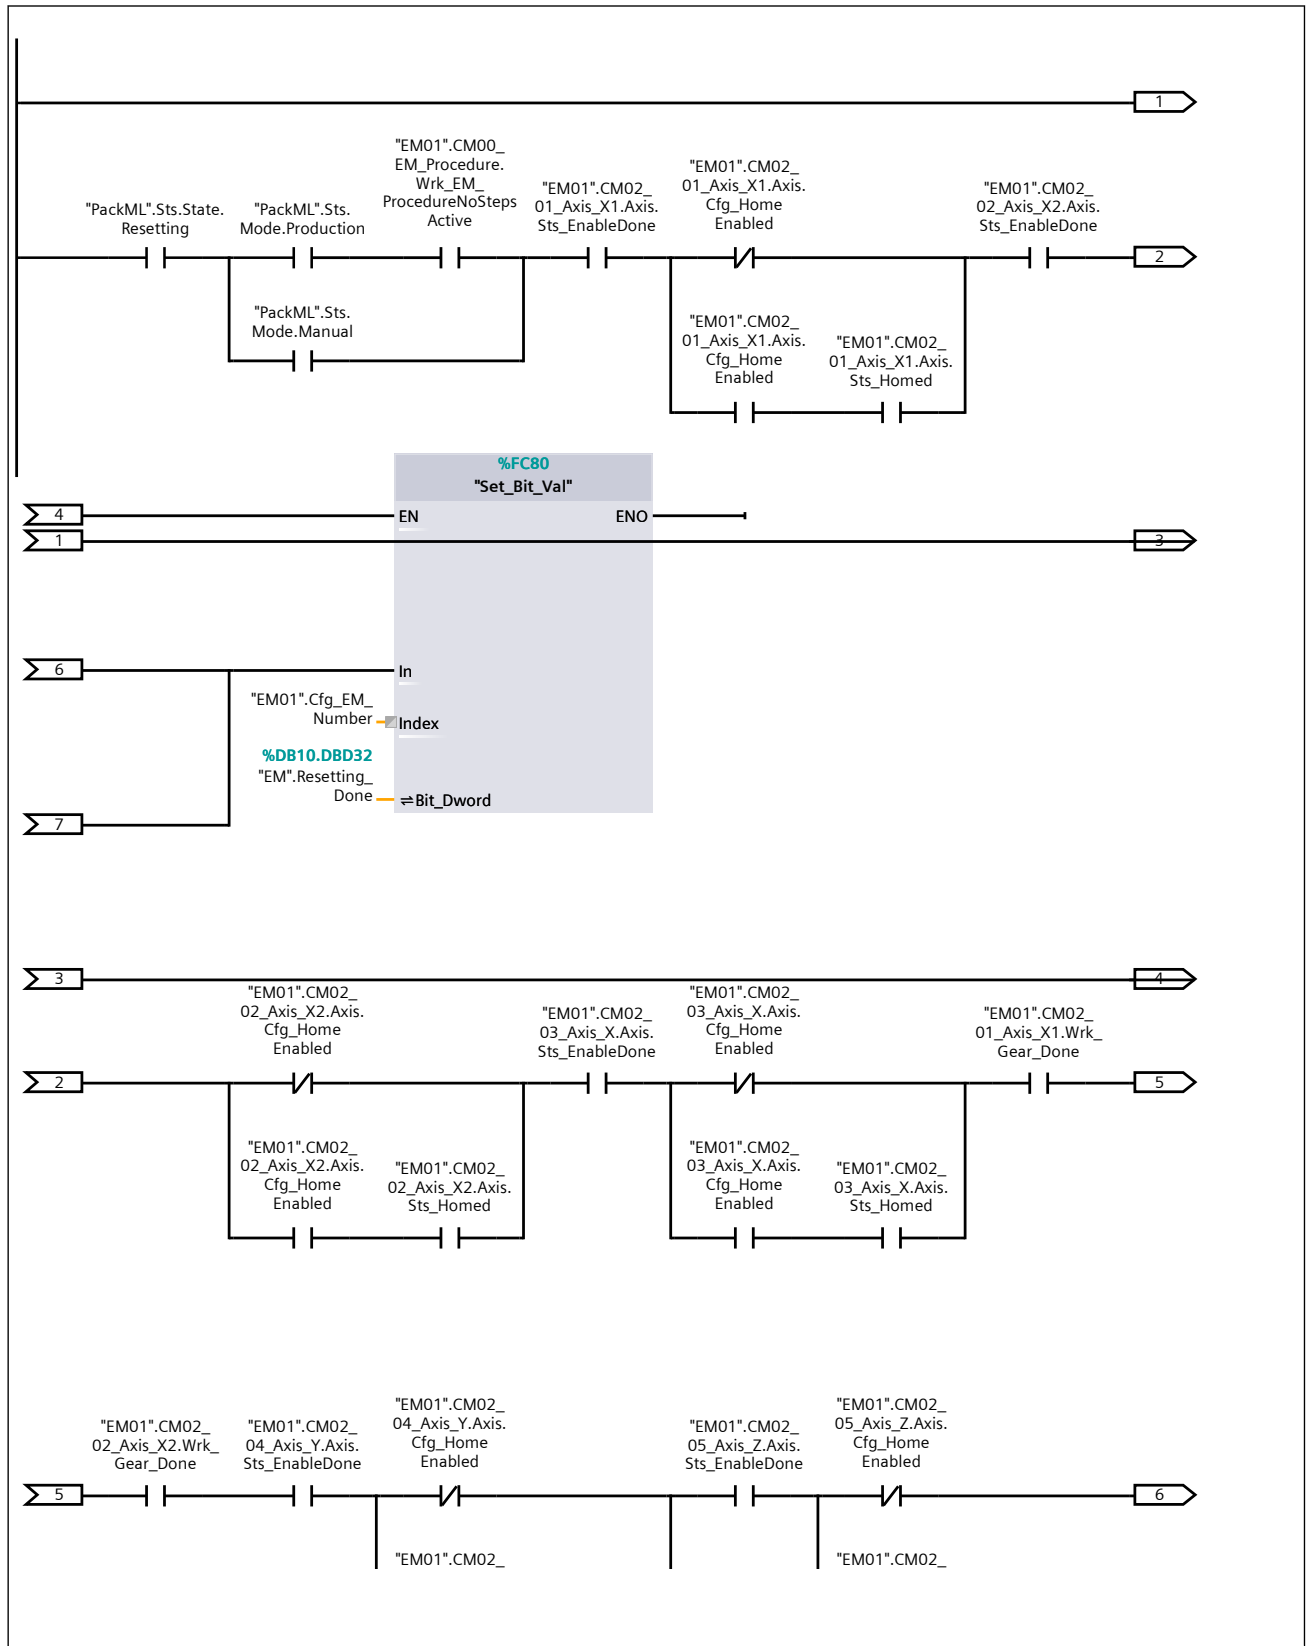 1
"EM01".CM00_
EM_Procedure.
Wrk_EM_
ProcedureNoSteps
Active
"EM01".CM02_
01_Axis_X1.Axis.
Cfg_Home
Enabled
"PackML".Sts.State.
Resetting
"PackML".Sts.
Mode.Production
"EM01".CM02_
01_Axis_X1.Axis.
Sts_EnableDone
"EM01".CM02_
02_Axis_X2.Axis.
Sts_EnableDone
2
"PackML".Sts.
Mode.Manual
"EM01".CM02_
01_Axis_X1.Axis.
Cfg_Home
Enabled
"EM01".CM02_
01_Axis_X1.Axis.
Sts_Homed
%FC80
"Set_Bit_Val"
4
EN
ENO
1
3
6
In
"EM01".Cfg_EM_
Number
Index
%DB10.DBD32
"EM".Resetting_
Done
⇌Bit_Dword
7
3
4
"EM01".CM02_
02_Axis_X2.Axis.
Cfg_Home
Enabled
"EM01".CM02_
03_Axis_X.Axis.
Sts_EnableDone
"EM01".CM02_
03_Axis_X.Axis.
Cfg_Home
Enabled
"EM01".CM02_
01_Axis_X1.Wrk_
Gear_Done
2
5
"EM01".CM02_
02_Axis_X2.Axis.
Cfg_Home
Enabled
"EM01".CM02_
02_Axis_X2.Axis.
Sts_Homed
"EM01".CM02_
03_Axis_X.Axis.
Cfg_Home
Enabled
"EM01".CM02_
03_Axis_X.Axis.
Sts_Homed
"EM01".CM02_
02_Axis_X2.Wrk_
Gear_Done
"EM01".CM02_
04_Axis_Y.Axis.
Sts_EnableDone
"EM01".CM02_
04_Axis_Y.Axis.
Cfg_Home
Enabled
"EM01".CM02_
05_Axis_Z.Axis.
Sts_EnableDone
"EM01".CM02_
05_Axis_Z.Axis.
Cfg_Home
Enabled
5
6
"EM01".CM02_
"EM01".CM02_